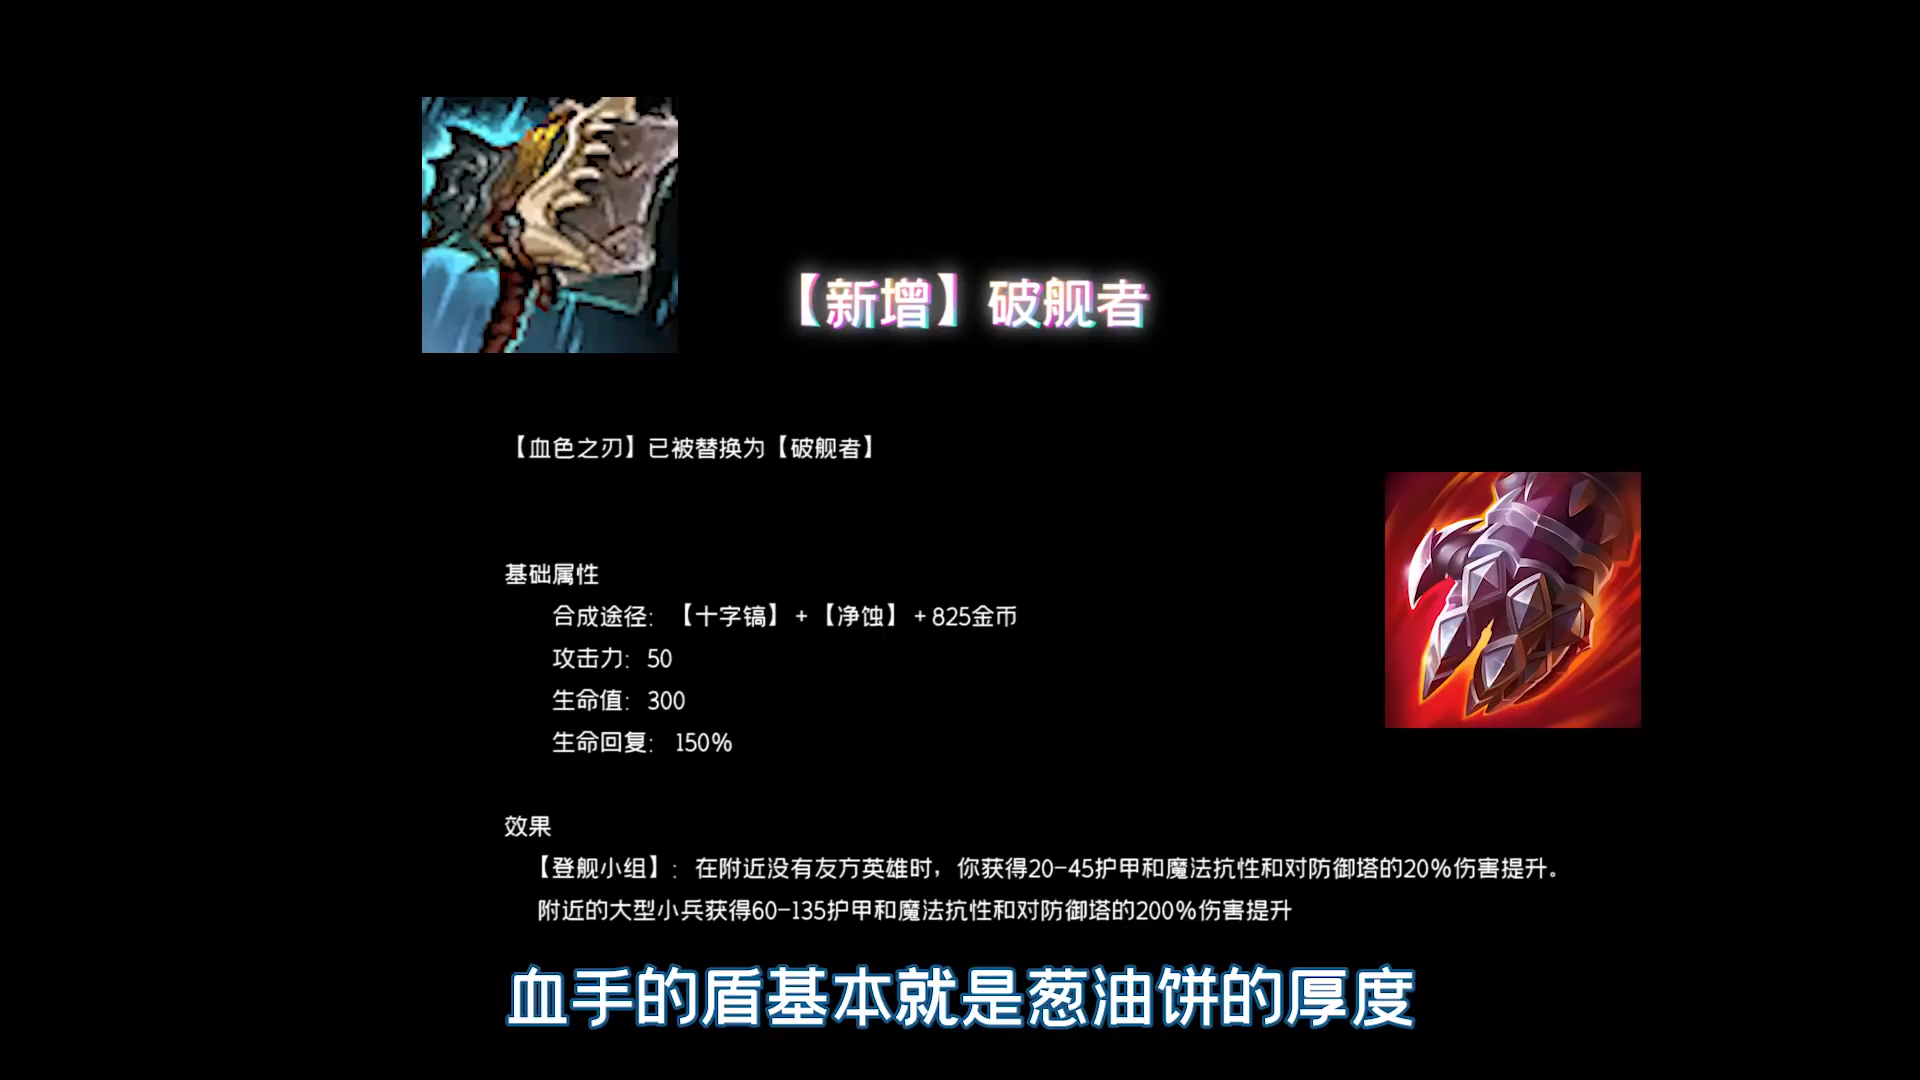 【新增】破舰者
【血色之刃】已被替换为【破舰者】
基础属性
合成途径: 【十字镐】+【净蚀】+825金币
攻击力: 50
生命值: 300
生命回复: 150%
效果
【登舰小组】: 在附近没有友方英雄时，你获得20-45护甲和魔法抗性和对防御塔的20%伤害提升。
附近的大型小兵获得60-135护甲和魔法抗性和对防御塔的200%伤害提升
血手的盾基本就是葱油饼的厚度